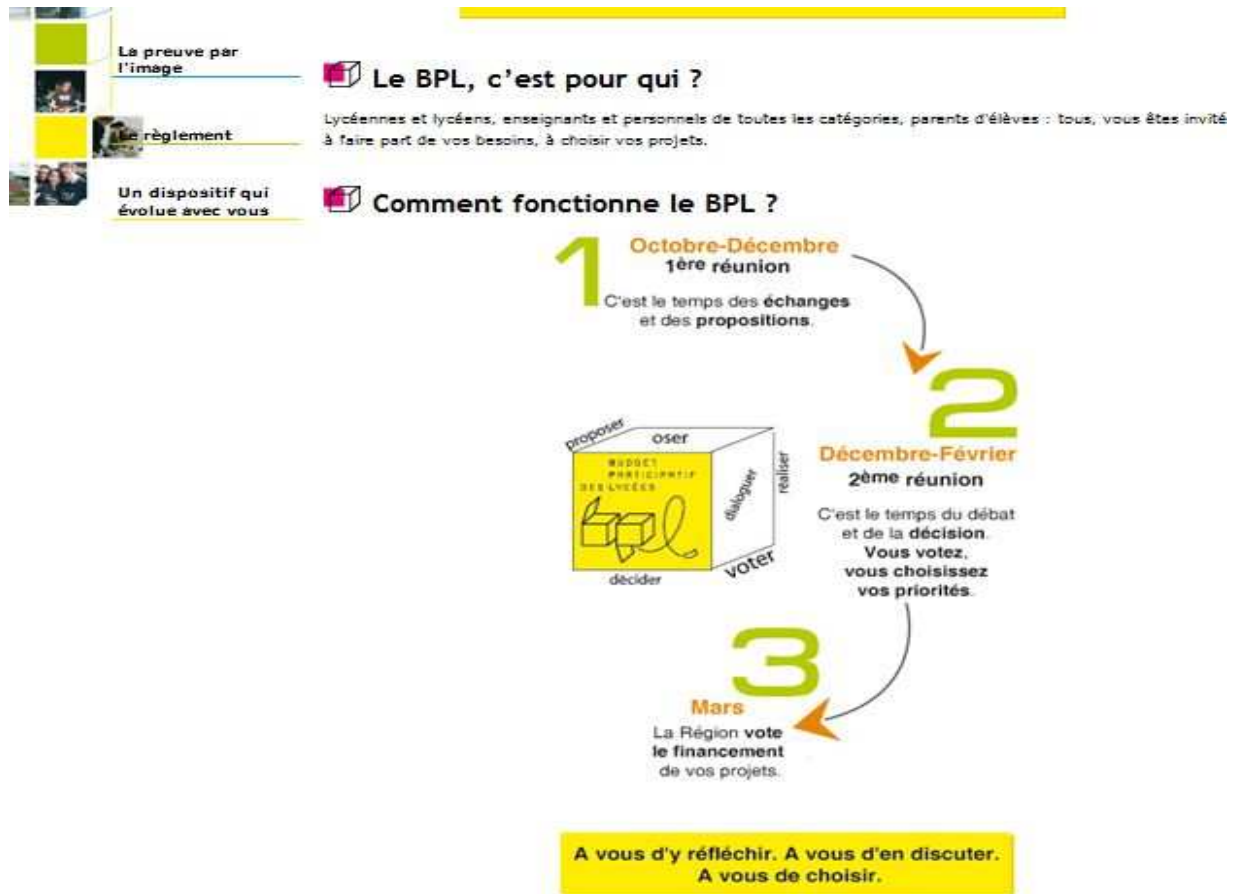 La preuve par
l'image
Le règlement
Un dispositif qui
évolue avec vous
Le BPL, c'est pour qui ?
Lycéennes et lycéens, enseignants et personnels de toutes les catégories, parents d'élèves : tous, vous êtes invité
à faire part de vos besoins, à choisir vos projets.
Comment fonctionne le BPL ?
1
Octobre-Décembre
1ère réunion
C'est le temps des échanges
et des propositions.
2
Décembre-Février
2ème réunion
C'est le temps du débat
et de la décision.
Vous votez,
vous choisissez
vos priorités.
proposer
oser
réaliser
dialoguer
BUDGET
PARTICIPATIF
DES LYCÉES
bpl
décider
voter
3
Mars
La Région vote
le financement
de vos projets.
A vous d'y réfléchir. A vous d'en discuter.
A vous de choisir.